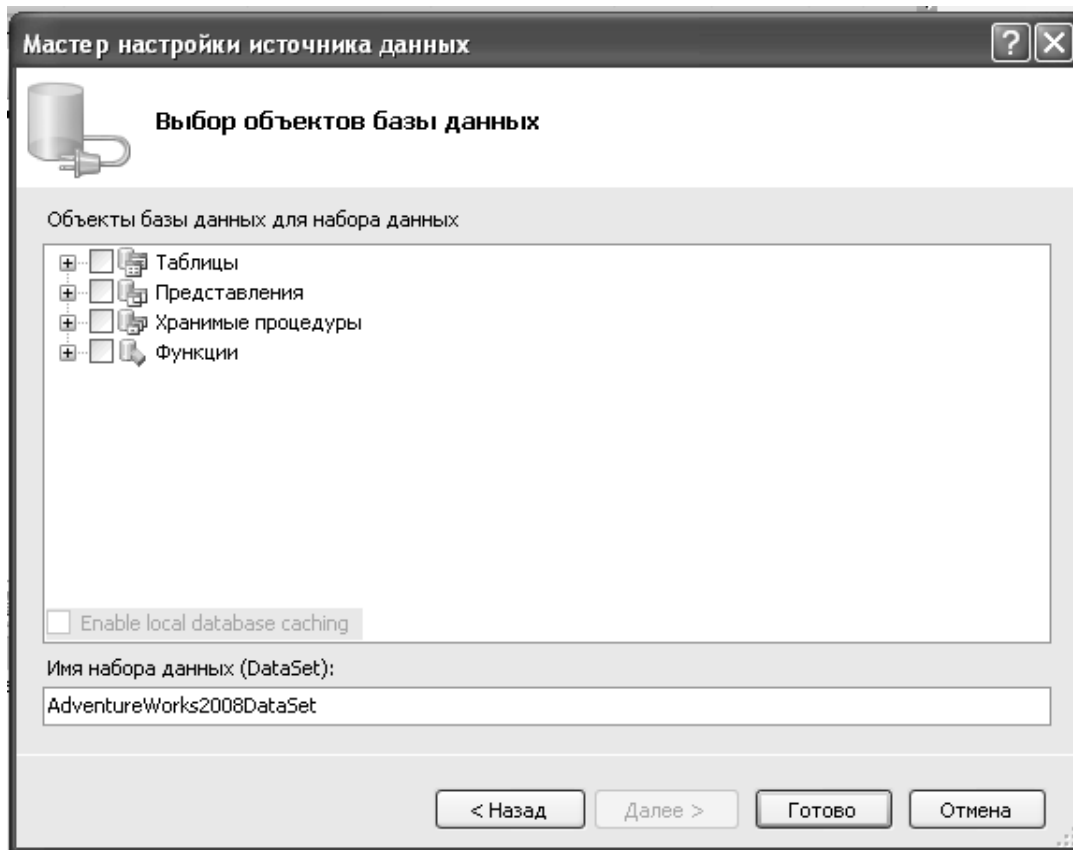 Мастер настройки источника данных
Выбор объектов базы данных
Объекты базы данных для набора данных
Таблицы
Представления
Хранимые процедуры
Функции
Enable local database caching
Имя набора данных (DataSet):
AdventureWorks2008DataSet
< Назад Далее > Готово Отмена